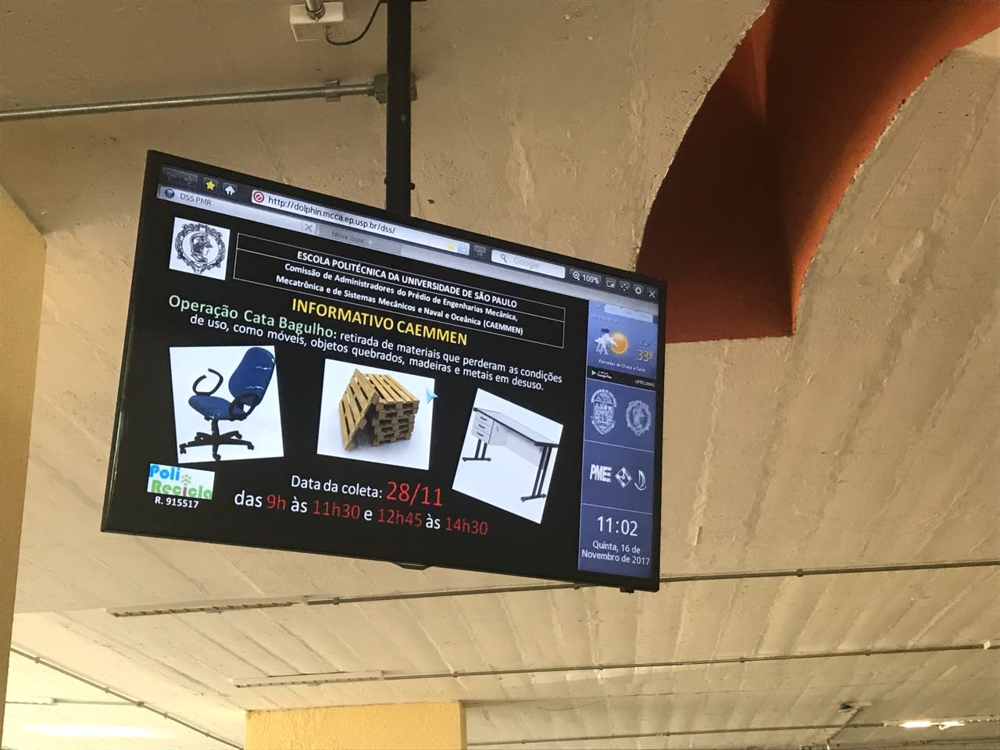 http://dolphin.mcca.ep.usp.br/dss/
Google
100%
DSS PMR
Nova Guia
ESCOLA POLITÉCNICA DA UNIVERSIDADE DE SÃO PAULO
Comissão de Administradores do Prédio de Engenharias Mecânica,
Mecatrônica e de Sistemas Mecânicos e Naval e Oceânica (CAEMMEN)
INFORMATIVO CAEMMEN
Operação Cata Bagulho: retirada de materiais que perderam as condições
de uso, como móveis, objetos quebrados, madeiras e metais em desuso.
Poli
Recicla
R. 915517
Data da coleta: 28/11
das 9h às 11h30 e 12h45 às 14h30
23°
33°
Pancadas de Chuva a Tarde
CPTEC/INPE
PME
11:02
Quinta, 16 de
Novembro de 2017